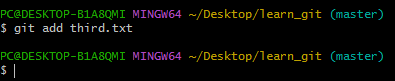 PC@DESKTOP-B1A8QMI MINGW64 ~/Desktop/learn_git (master)
$ git add third.txt
PC@DESKTOP-B1A8QMI MINGW64 ~/Desktop/learn_git (master)
$